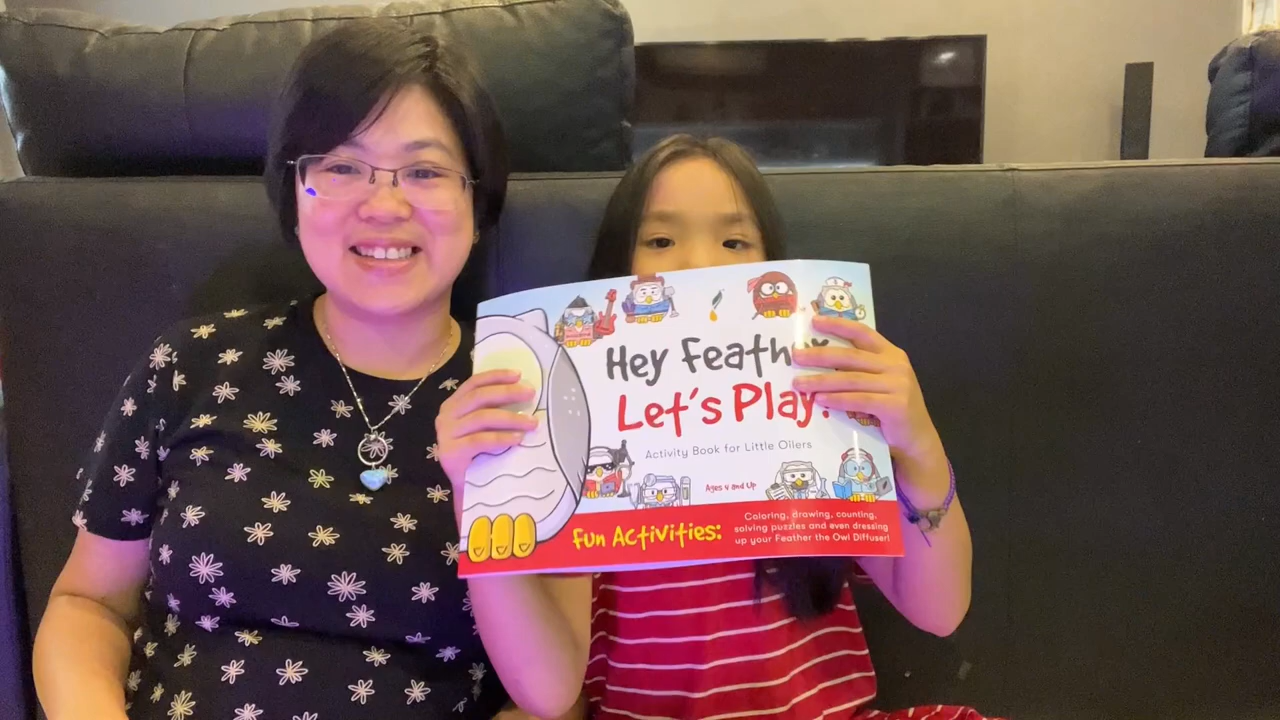 Hey Feather
Let's Play!
Activity Book for Little Oilers
Ages 4 and Up
Fun Activities:
Coloring, drawing, counting,
solving puzzles and even dressing
up your Feather the Owl Diffuser!